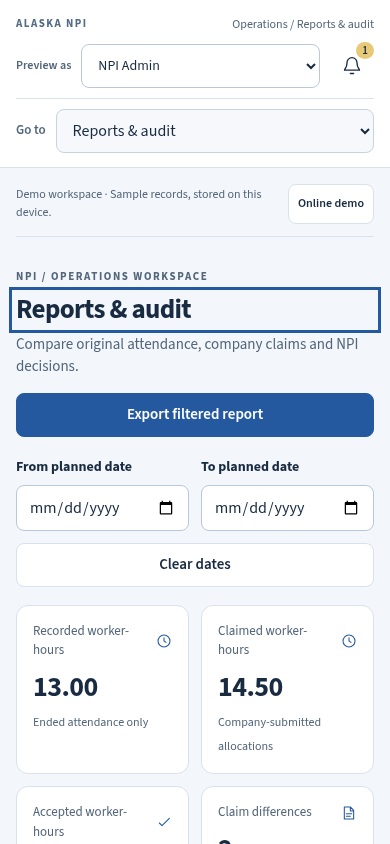 ALASKA NPI
Operations / Reports & audit
Preview as
NPI Admin
1
Go to
Reports & audit
Demo workspace · Sample records, stored on this
device.
Online demo
NPI / OPERATIONS WORKSPACE
Reports & audit
Compare original attendance, company claims and NPI
decisions.
Export filtered report
From planned date
To planned date
mm/dd/yyyy
mm/dd/yyyy
Clear dates
Recorded worker-
hours
13.00
Ended attendance only
Claimed worker-
hours
14.50
Company-submitted
allocations
Accepted worker-
hours
Claim differences